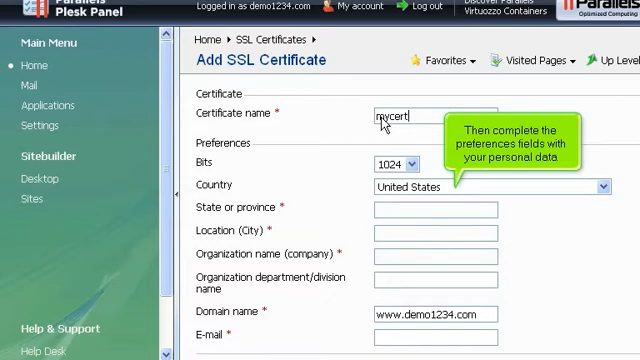 Parallels
Plesk Panel
Logged in as demo1234.com
My account
Log out
Discover Parallels
Virtuozzo Containers
Parallels
Optimized Computing
Main Menu
Home
Mail
Applications
Settings
Sitebuilder
Desktop
Sites
Help & Support
Help Desk
Home > SSL Certificates >
Add SSL Certificate
Favorites
Visited Pages
Up Level
Certificate
Certificate name *
mycert
Then complete the
preferences fields with
your personal data.
Preferences
Bits
1024
Country
United States
State or province *
Location (City) *
Organization name (company) *
Organization department/division
name
Domain name *
www.demo1234.com
E-mail *